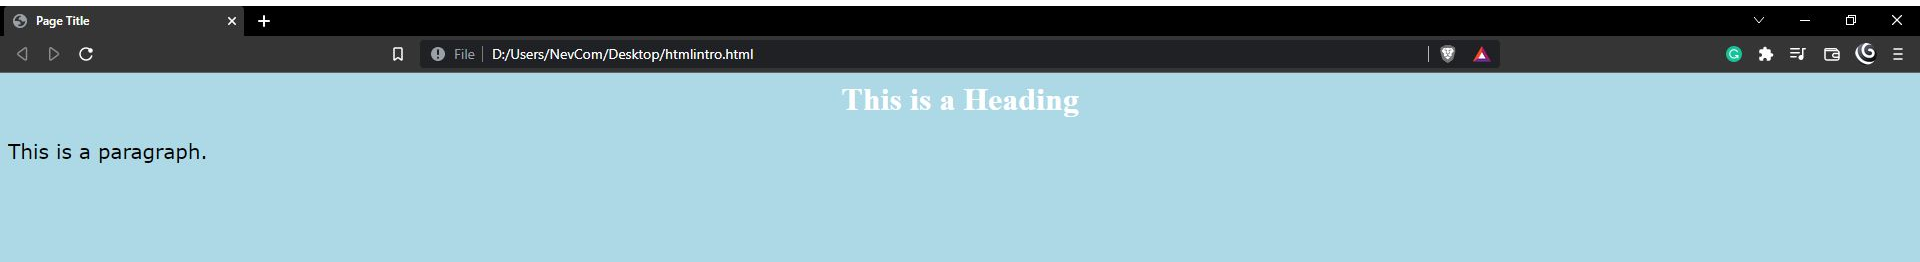 Page Title
File D:/Users/NevCom/Desktop/htmlintro.html
This is a Heading
This is a paragraph.